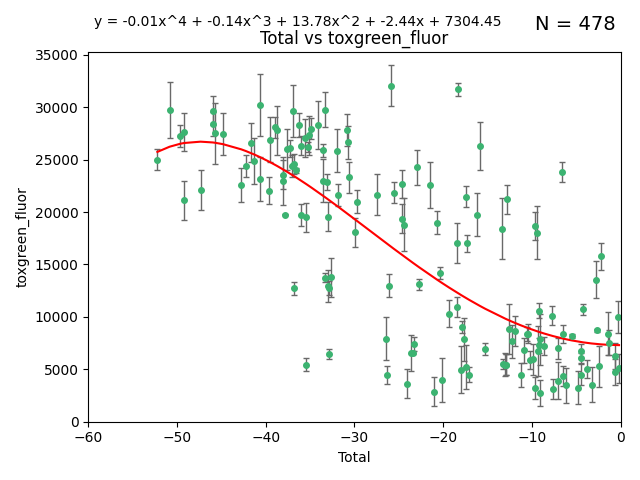 y = -0.01x^4 + -0.14x^3 + 13.78x^2 + -2.44x + 7304.45
N = 478
Total vs toxgreen_fluor
35000
30000
25000
20000
15000
10000
5000
0
toxgreen_fluor
−60 −50 −40 −30 −20 −10 0
Total